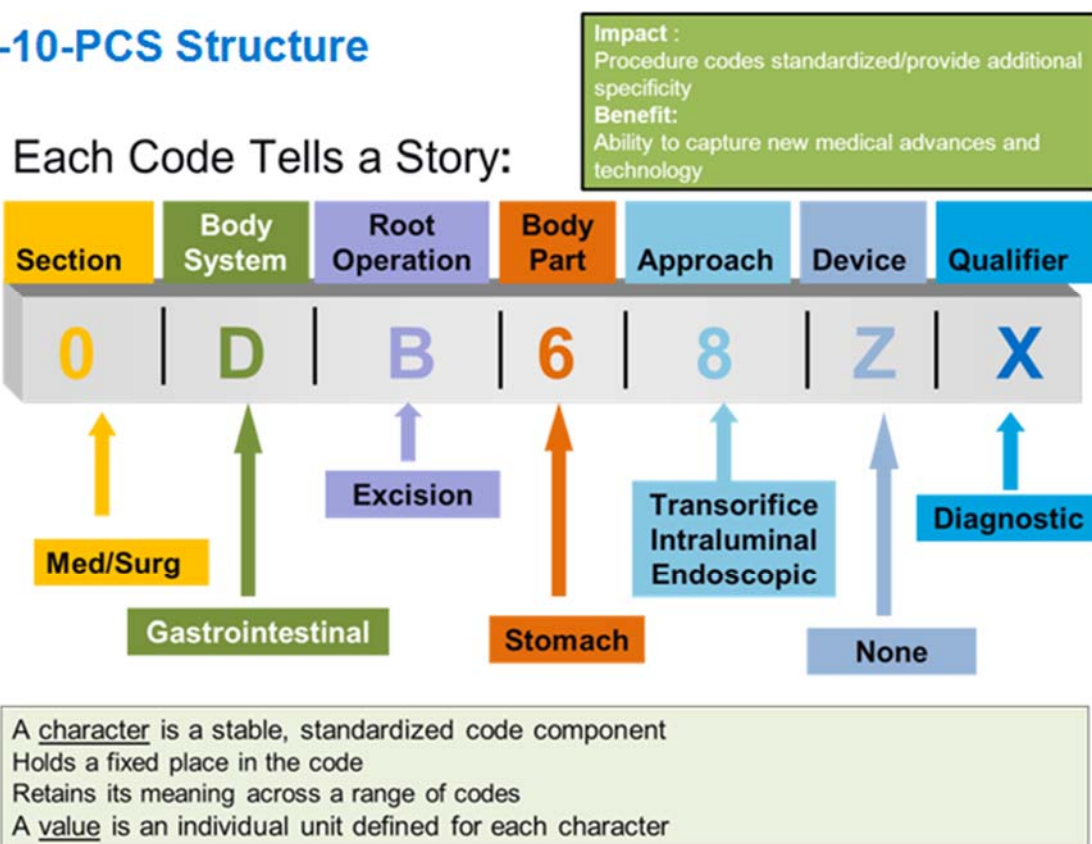 -10-PCS Structure
Impact :
Procedure codes standardized/provide additional
specificity
Benefit:
Ability to capture new medical advances and
technology
Each Code Tells a Story:
Section
Body
System
Root
Operation
Body
Part
Approach
Device
Qualifier
0 | D | B | 6 | 8 | Z | X
Excision
Transorifice
Intraluminal
Endoscopic
Diagnostic
Med/Surg
Gastrointestinal
Stomach
None
A character is a stable, standardized code component
Holds a fixed place in the code
Retains its meaning across a range of codes
A value is an individual unit defined for each character